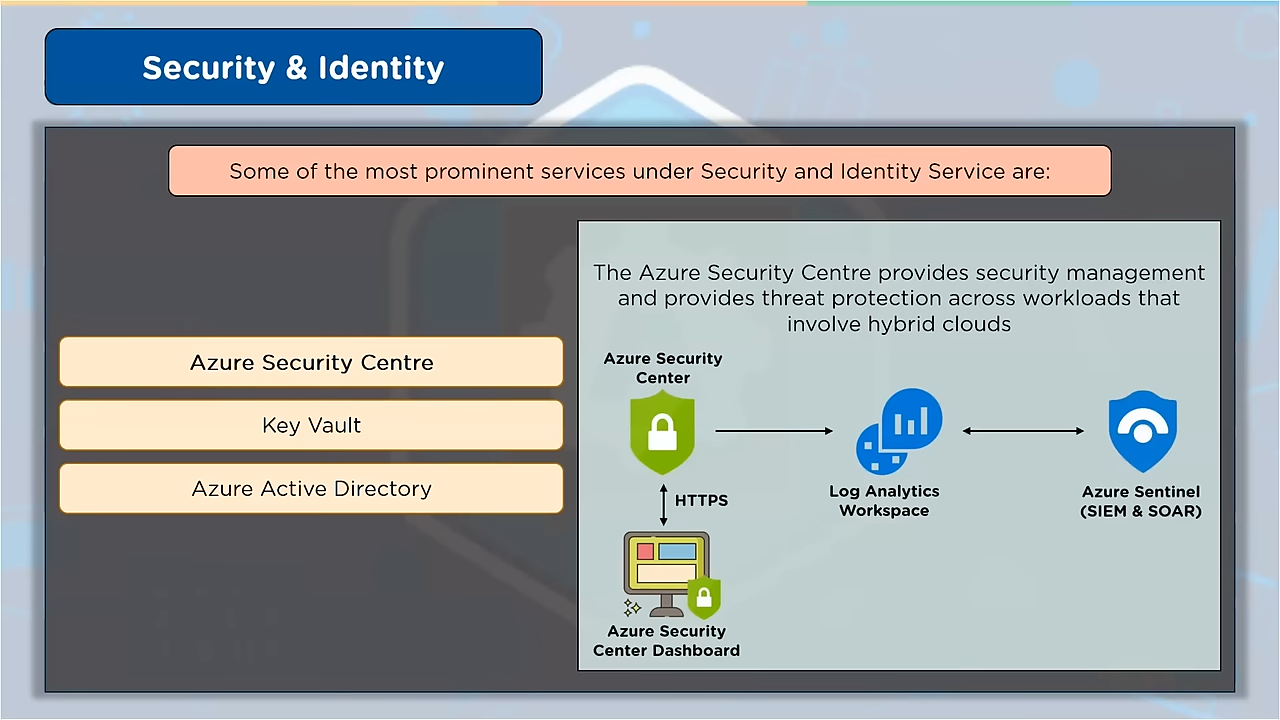 Security & Identity
Some of the most prominent services under Security and Identity Service are:
Azure Security Centre
Key Vault
Azure Active Directory
The Azure Security Centre provides security management
and provides threat protection across workloads that
involve hybrid clouds
Azure Security
Center
Log Analytics
Workspace
Azure Sentinel
(SIEM & SOAR)
HTTPS
Azure Security
Center Dashboard